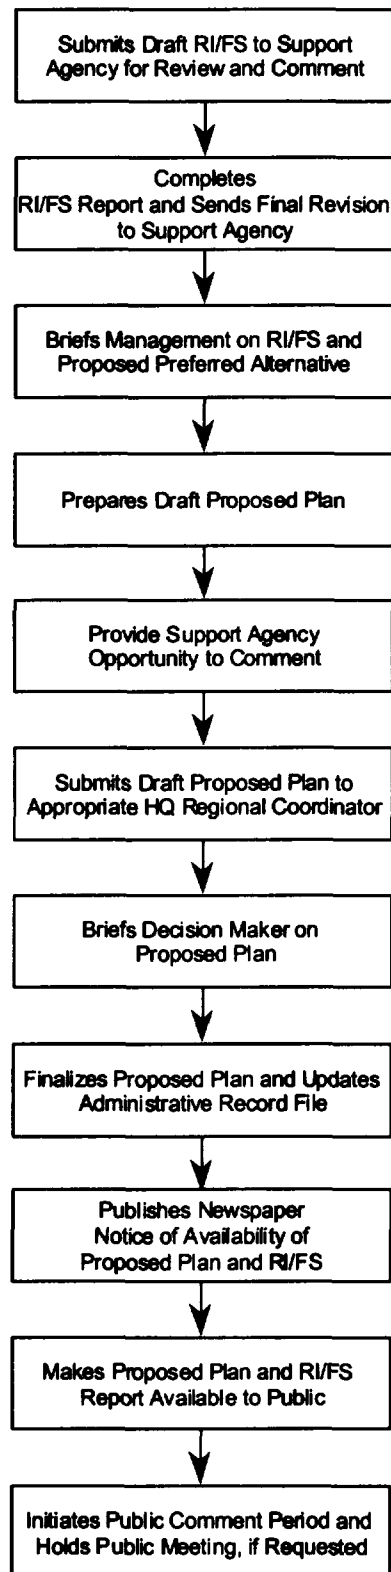 Submits Draft RI/FS to Support
Agency for Review and Comment
Completes
RI/FS Report and Sends Final Revision
to Support Agency
Briefs Management on RI/FS and
Proposed Preferred Alternative
Prepares Draft Proposed Plan
Provide Support Agency
Opportunity to Comment
Submits Draft Proposed Plan to
Appropriate HQ Regional Coordinator
Briefs Decision Maker on
Proposed Plan
Finalizes Proposed Plan and Updates
Administrative Record File
Publishes Newspaper
Notice of Availability of
Proposed Plan and RI/FS
Makes Proposed Plan and RI/FS
Report Available to Public
Initiates Public Comment Period and
Holds Public Meeting, if Requested